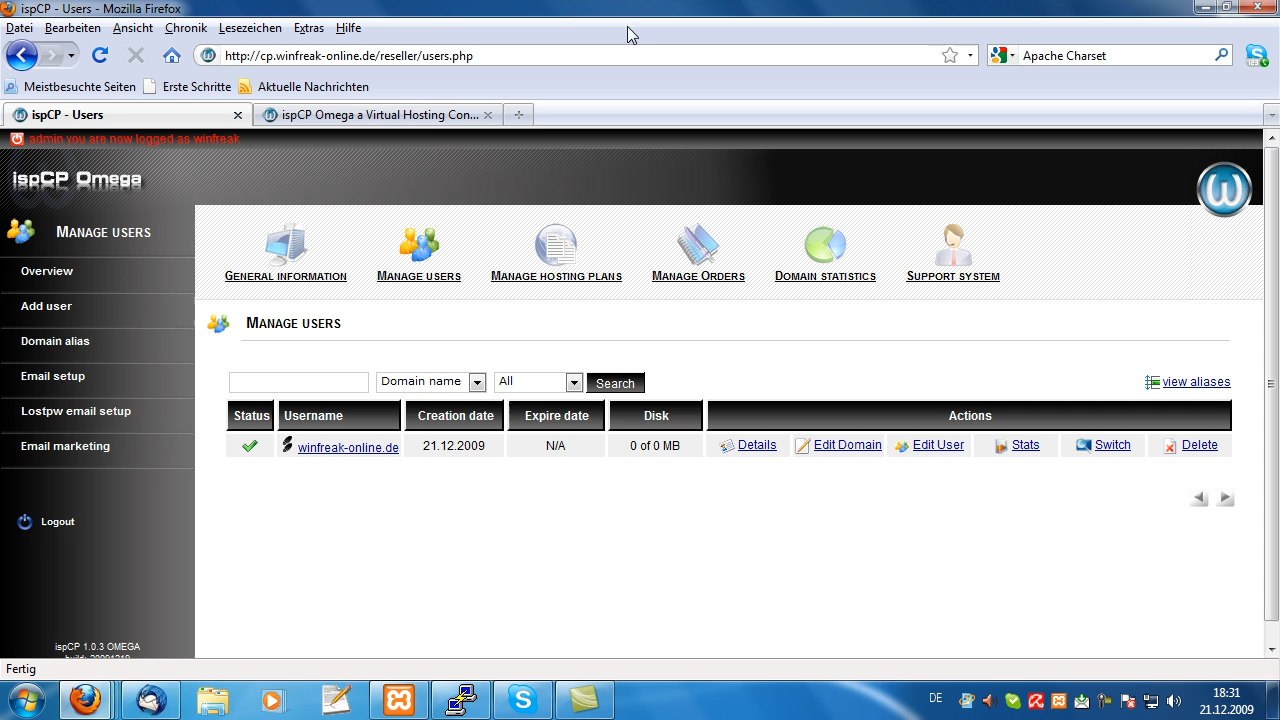 ispCP - Users - Mozilla Firefox
Datei Bearbeiten Ansicht Chronik Lesezeichen Extras Hilfe
http://cp.winfreak-online.de/reseller/users.php
Apache Charset
Meistbesuchte Seiten Erste Schritte Aktuelle Nachrichten
ispCP - Users
ispCP Omega a Virtual Hosting Con...
admin you are now logged as winfreak
ispCP Omega
MANAGE USERS
Overview
Add user
Domain alias
Email setup
Lostpw email setup
Email marketing
Logout
ispCP 1.0.3 OMEGA
build: 20091210
GENERAL INFORMATION MANAGE USERS MANAGE HOSTING PLANS MANAGE ORDERS DOMAIN STATISTICS SUPPORT SYSTEM
MANAGE USERS
Domain name All Search view aliases
Status Username Creation date Expire date Disk Actions
winfreak-online.de 21.12.2009 N/A 0 of 0 MB Details Edit Domain Edit User Stats Switch Delete
Fertig
DE
18:31
21.12.2009